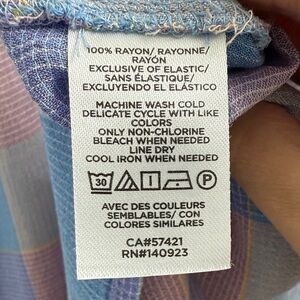 100% RAYON/ RAYONNE/
RAYÓN
EXCLUSIVE OF ELASTIC/
SANS ÉLASTIQUE/
EXCLUYENDO EL ELÁSTICO
MACHINE WASH COLD
DELICATE CYCLE WITH LIKE
COLORS
ONLY NON-CHLORINE
BLEACH WHEN NEEDED
LINE DRY
COOL IRON WHEN NEEDED
30
P
AVEC DES COULEURS
SEMBLABLES/ CON
COLORES SIMILARES
CA#57421
RN#140923